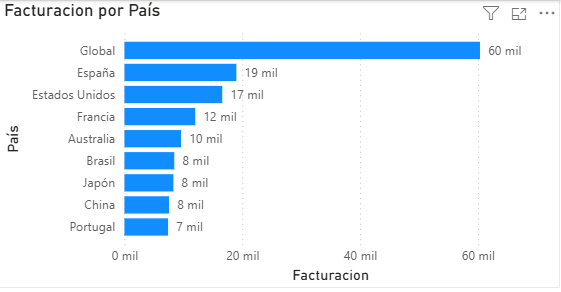 Facturacion por País
Global 60 mil
España 19 mil
Estados Unidos 17 mil
Francia 12 mil
Australia 10 mil
Brasil 8 mil
Japón 8 mil
China 8 mil
Portugal 7 mil
País
0 mil 20 mil 40 mil 60 mil
Facturacion